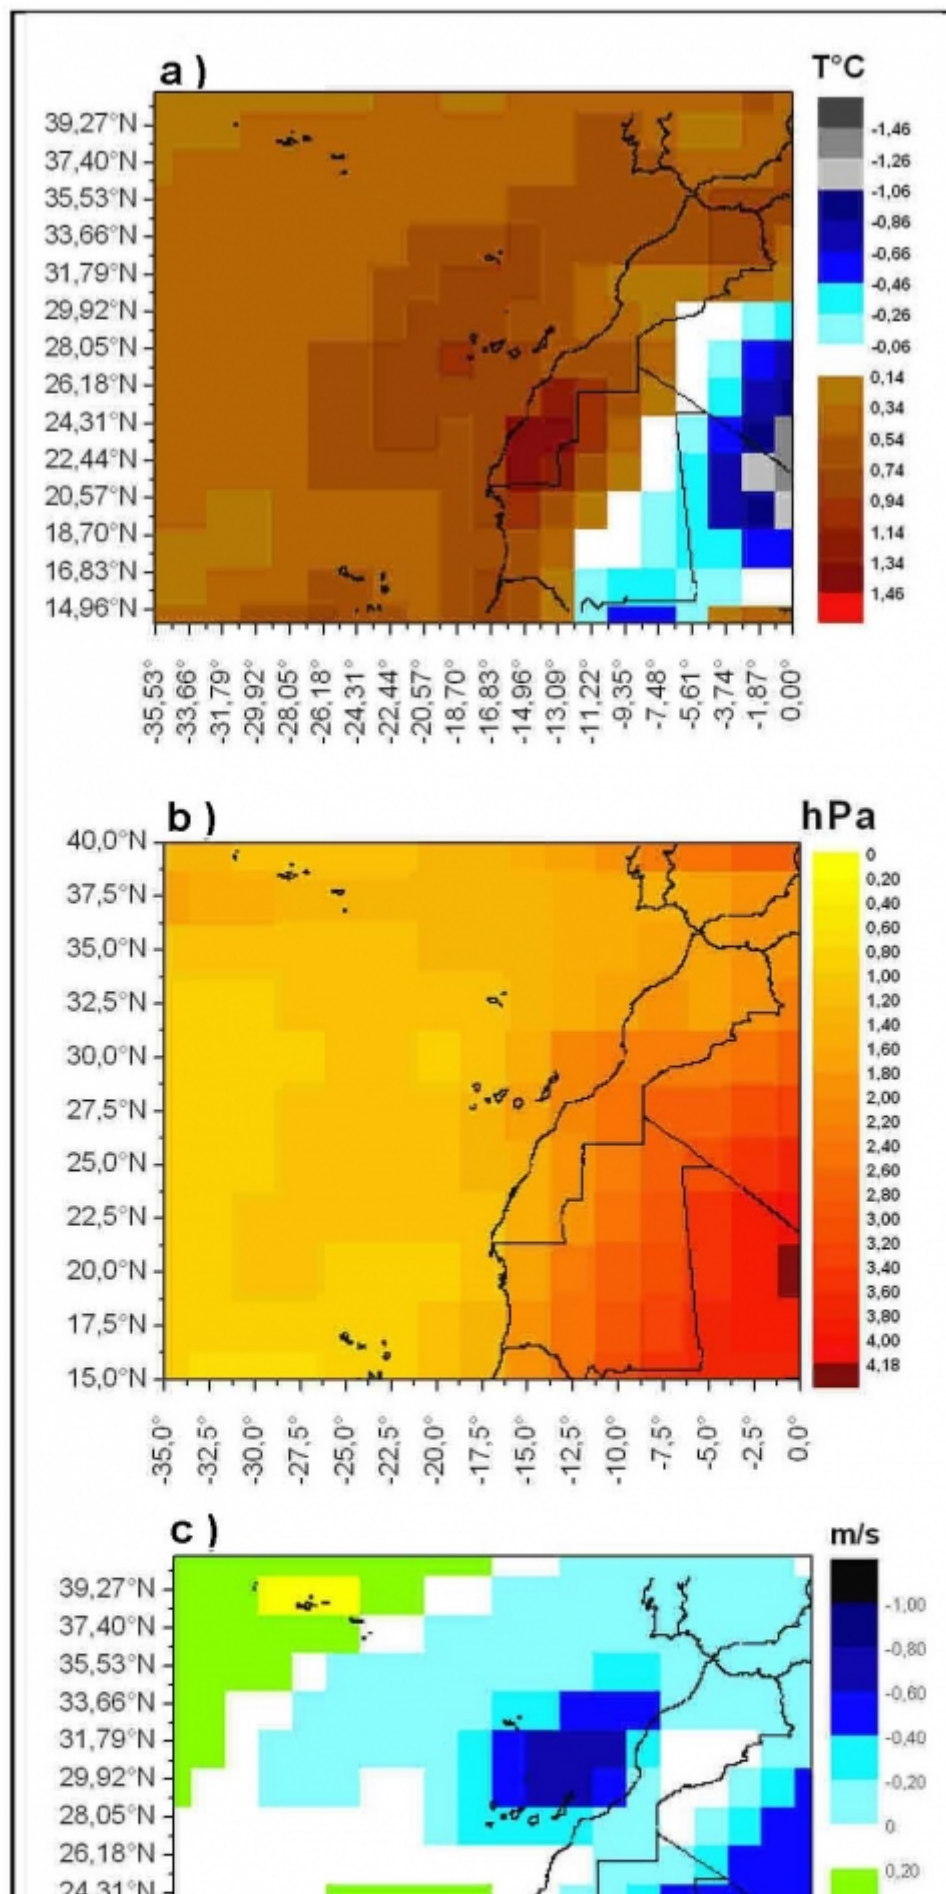 a )
T°C
39,27°N
37,40°N
35,53°N
33,66°N
31,79°N
29,92°N
28,05°N
26,18°N
24,31°N
22,44°N
20,57°N
18,70°N
16,83°N
14,96°N
-1,46
-1,26
-1,06
-0,86
-0,66
-0,46
-0,26
-0,06
0,14
0,34
0,54
0,74
0,94
1,14
1,34
1,46
-35,53°
-33,66°
-31,79°
-29,92°
-28,05°
-26,18°
-24,31°
-22,44°
-20,57°
-18,70°
-16,83°
-14,96°
-13,09°
-11,22°
-9,35°
-7,48°
-5,61°
-3,74°
-1,87°
0,00°
b )
hPa
40,0°N
37,5°N
35,0°N
32,5°N
30,0°N
27,5°N
25,0°N
22,5°N
20,0°N
17,5°N
15,0°N
0
0,20
0,40
0,60
0,80
1,00
1,20
1,40
1,60
1,80
2,00
2,20
2,40
2,60
2,80
3,00
3,20
3,40
3,60
3,80
4,00
4,18
-35,0°
-32,5°
-30,0°
-27,5°
-25,0°
-22,5°
-20,0°
-17,5°
-15,0°
-12,5°
-10,0°
-7,5°
-5,0°
-2,5°
0,0°
c )
m/s
39,27°N
37,40°N
35,53°N
33,66°N
31,79°N
29,92°N
28,05°N
26,18°N
24,31°N
-1,00
-0,80
-0,60
-0,40
-0,20
0
0,20